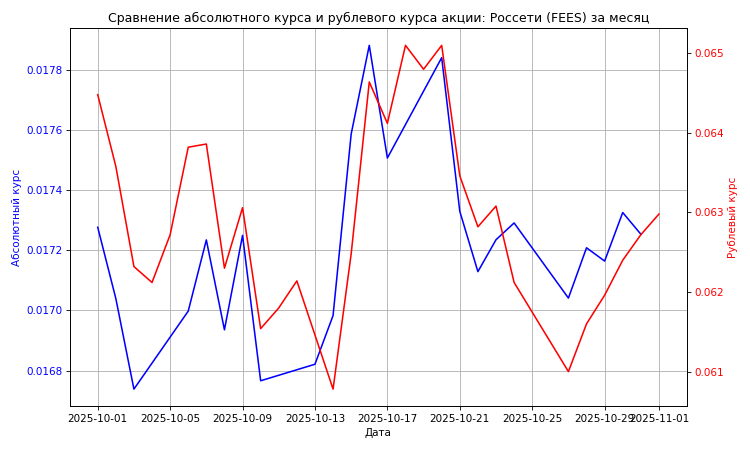 Сравнение абсолютного курса и рублевого курса акции: Россети (FEES) за месяц
Абсолютный курс
0.0178
0.0176
0.0174
0.0172
0.0170
0.0168
0.065
0.064
0.063
0.062
0.061
Рублевый курс
2025-10-01 2025-10-05 2025-10-09 2025-10-13 2025-10-17 2025-10-21 2025-10-25 2025-10-29 2025-11-01
Дата